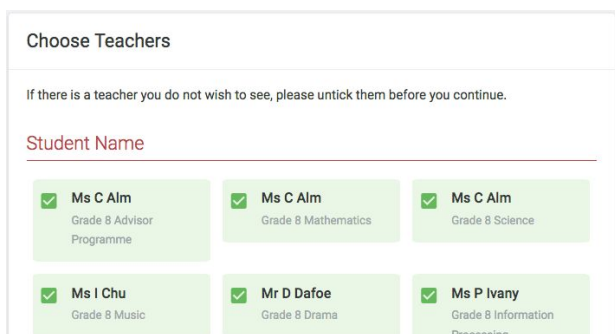 Choose Teachers
If there is a teacher you do not wish to see, please untick them before you continue.
Student Name
Ms C Alm
Grade 8 Advisor
Programme
Ms C Alm
Grade 8 Mathematics
Ms C Alm
Grade 8 Science
Ms I Chu
Grade 8 Music
Mr D Dafoe
Grade 8 Drama
Ms P Ivany
Grade 8 Information
Processing